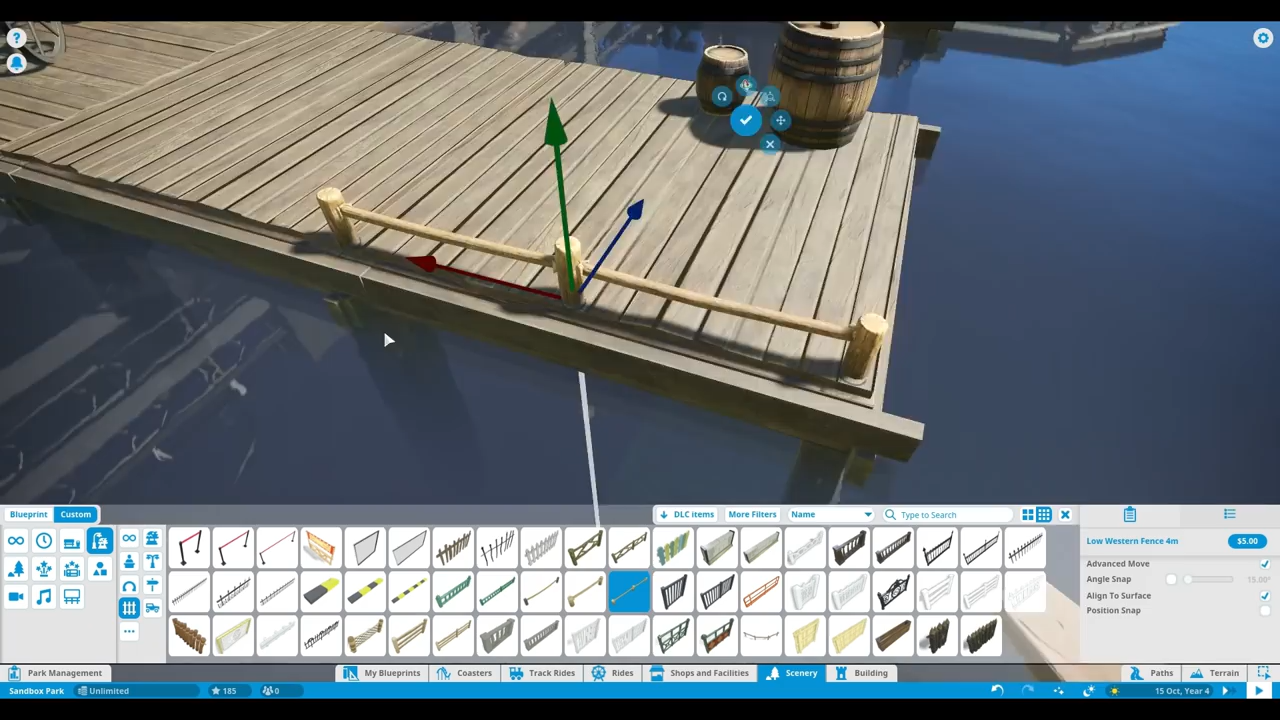 Blueprint
Custom
DLC items
More Filters
Name
Type to Search
Low Western Fence 4m
$5.00
Advanced Move
Angle Snap
15.00°
Align To Surface
Position Snap
Park Management
My Blueprints
Coasters
Track Rides
Rides
Shops and Facilities
Scenery
Building
Paths
Terrain
Sandbox Park
Unlimited
185
0
15 Oct, Year 4